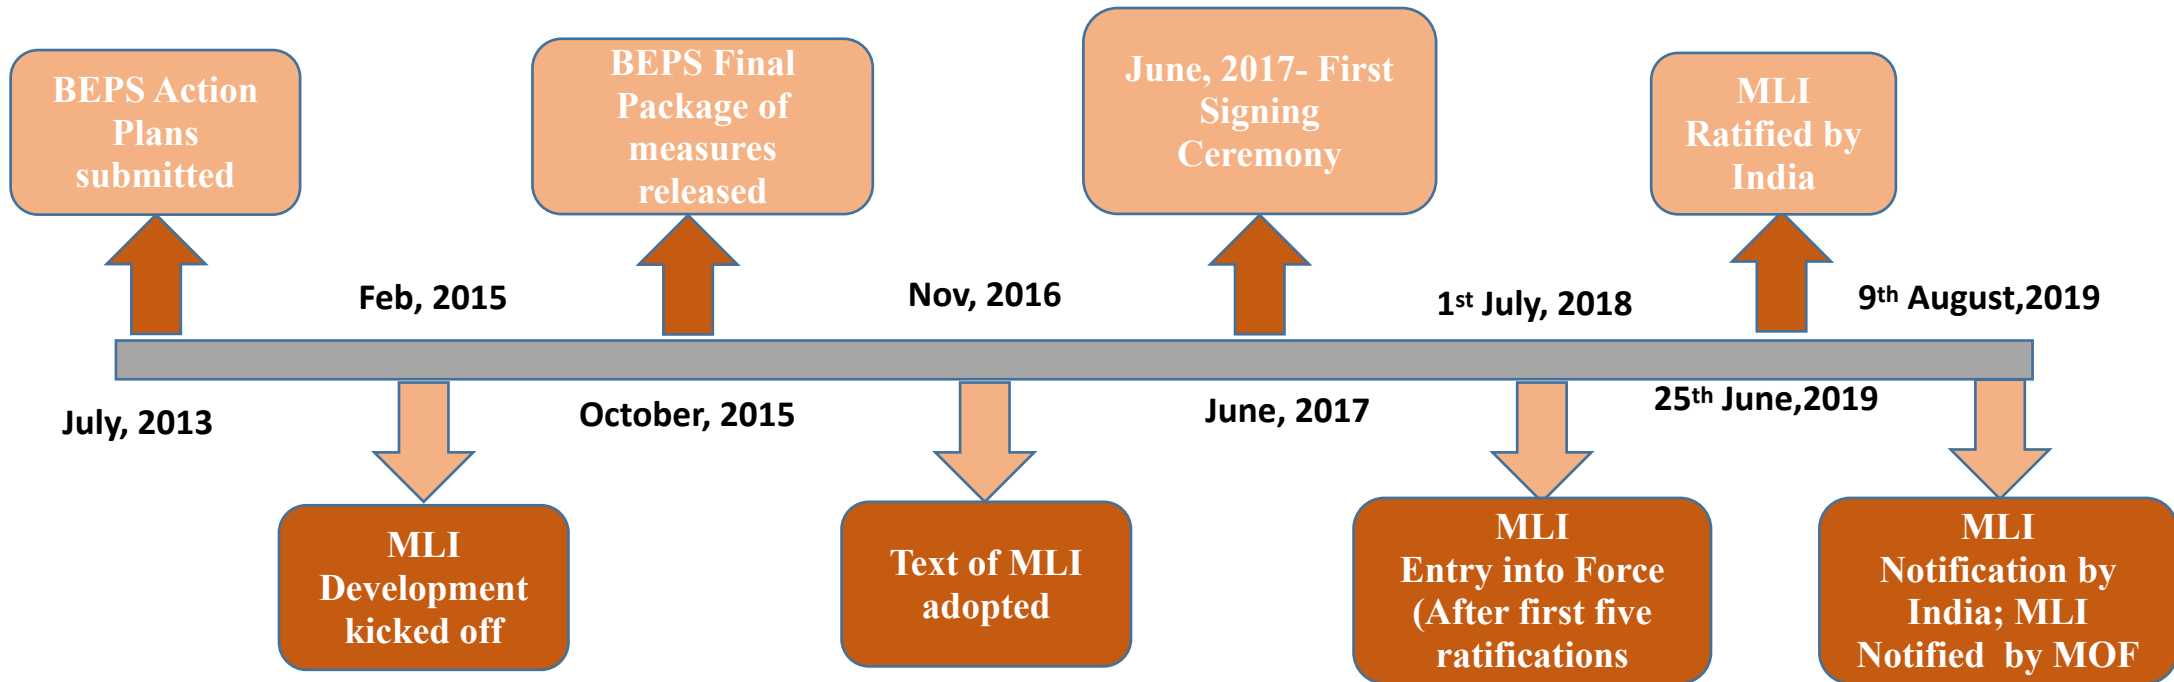 BEPS Action
Plans
submitted
BEPS Final
Package of
measures
released
June, 2017- First
Signing
Ceremony
MLI
Ratified by
India
Feb, 2015
Nov, 2016
1st July, 2018
9th August,2019
July, 2013
October, 2015
June, 2017
25th June,2019
MLI
Development
kicked off
Text of MLI
adopted
MLI
Entry into Force
(After first five
ratifications
MLI
Notification by
India; MLI
Notified by MOF